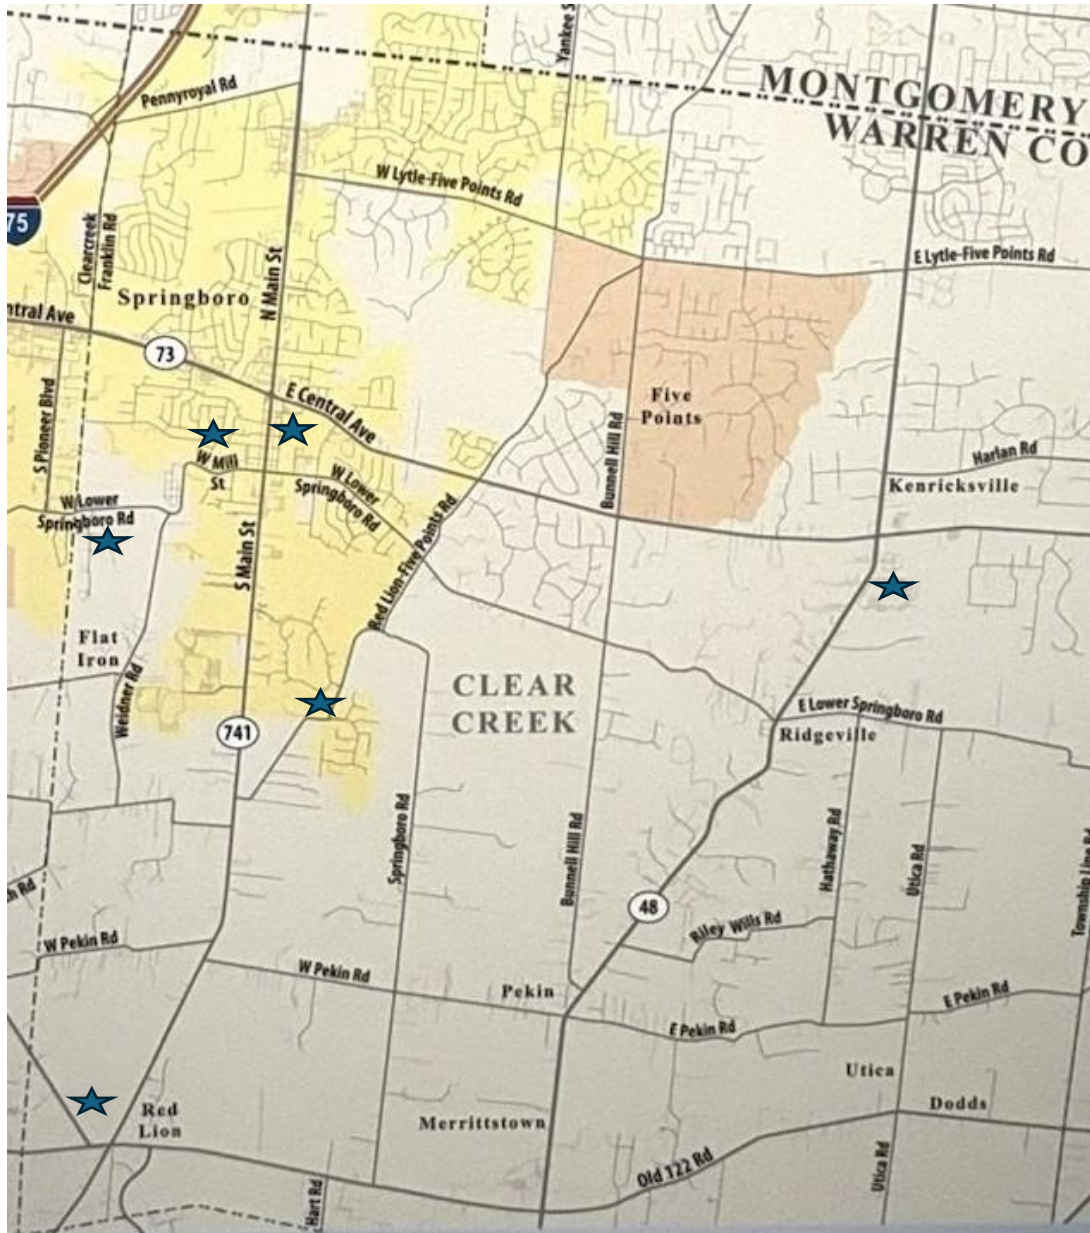 Yankee S
MONTGOMERY
WARREN CO
Pennyroyal Rd
W Lytle-Five Points Rd
75
Clearcreek
Franklin Rd
N Main St
E Lytle-Five Points Rd
Springboro
ntral Ave
73
S Pioneer Blvd
E Central Ave
Five
Points
Bunnell Hill Rd
W Mill
St
W Lower
Springboro Rd
Harlan Rd
Kenricksville
W Lower
Springboro Rd
S Main St
Red Lion-Five Points Rd
Flat
Iron
Weidner Rd
CLEAR
CREEK
741
E Lower Springboro Rd
Ridgeville
Springboro Rd
Bunnell Hill Rd
Hathaway Rd
Utica Rd
Township Line Rd
h Rd
48
Riley Wills Rd
W Pekin Rd
W Pekin Rd
Pekin
E Pekin Rd
E Pekin Rd
Utica
Dodds
Red
Lion
Merrittstown
Old 122 Rd
Utica Rd
Hart Rd